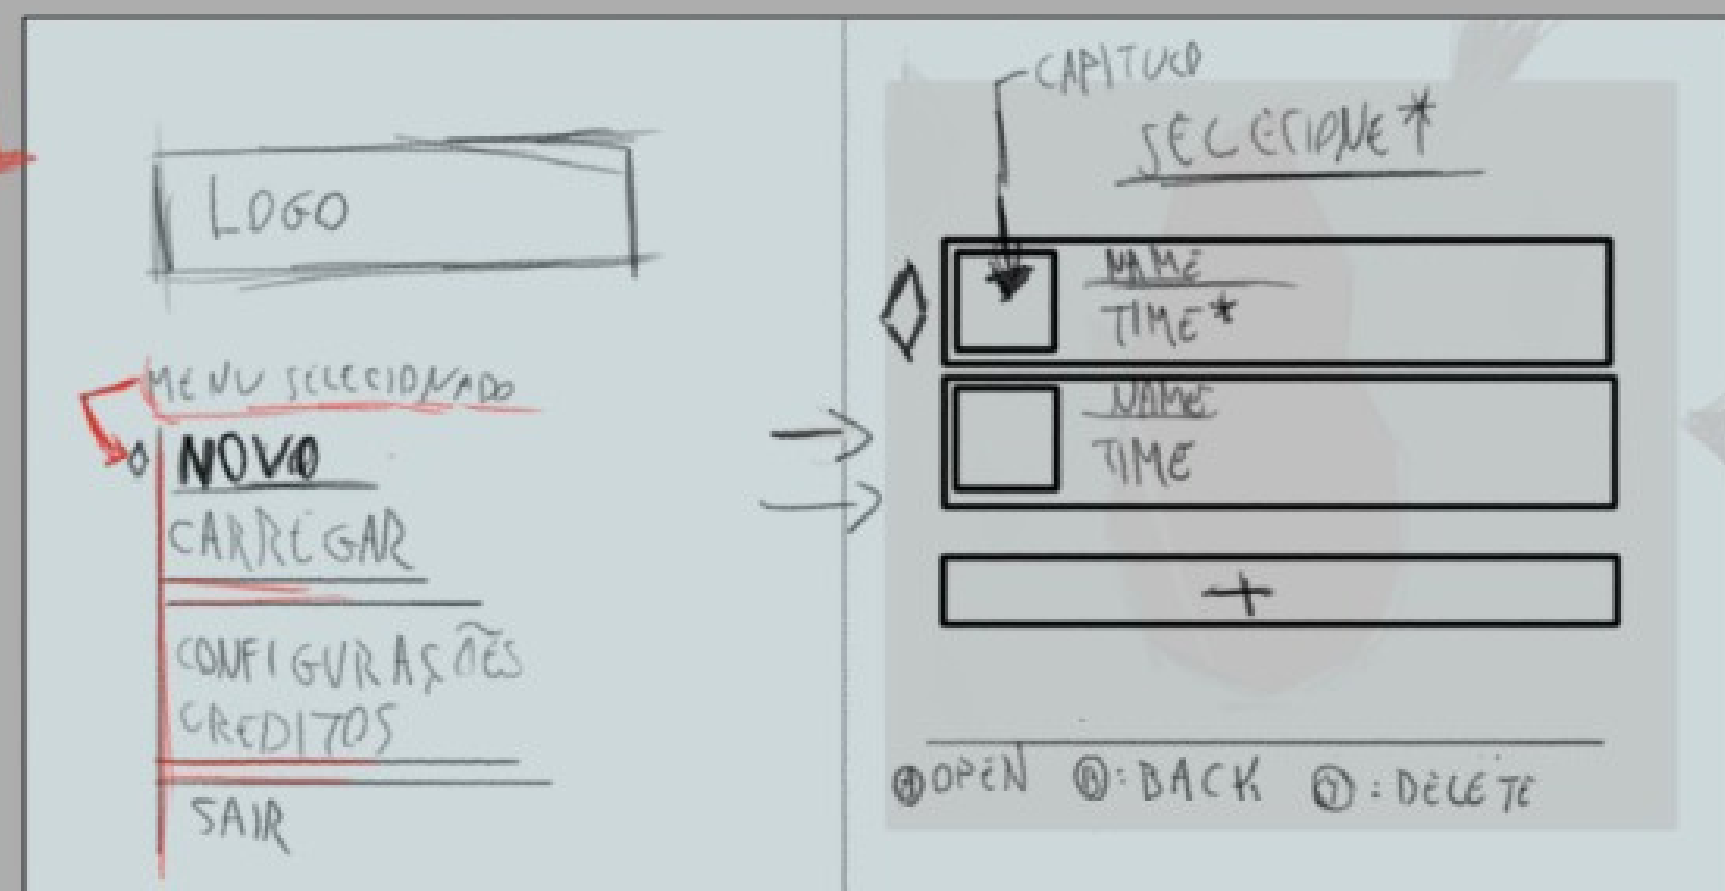 LOGO
MENU SELECIONADO
NOVO
CARREGAR
CONFIGURAÇÕES
CREDITOS
SAIR
CAPITULO
SELECIONE*
NAME
TIME*
NAME
TIME
+
OPEN B: BACK Y: DELETE